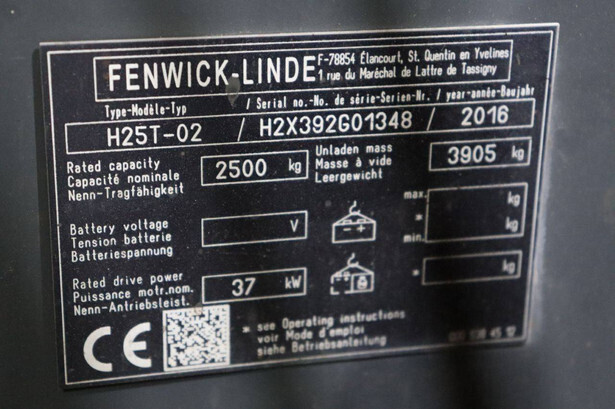 FENWICK-LINDE F-78854 Élancourt, St. Quentin en Yvelines
1 rue du Maréchal de Lattre de Tassigny
Type-Modèle-Typ / Serial no.-No. de série-Serien-Nr. / year-année-Baujahr
H25T-02 / H2X392G01348 / 2016
Rated capacity
Capacité nominale
Nenn-Tragfähigkeit
2500 kg
Unladen mass
Masse à vide
Leergewicht
3905 kg
Battery voltage
Tension batterie
Batteriespannung
V
max. kg
* kg
min.
Rated drive power
Puissance motr.nom.
Nenn-Antriebsleist.
37 kW
* kg
CE
* see Operating instructions
voir Mode d'emploi
siehe Betriebsanleitung